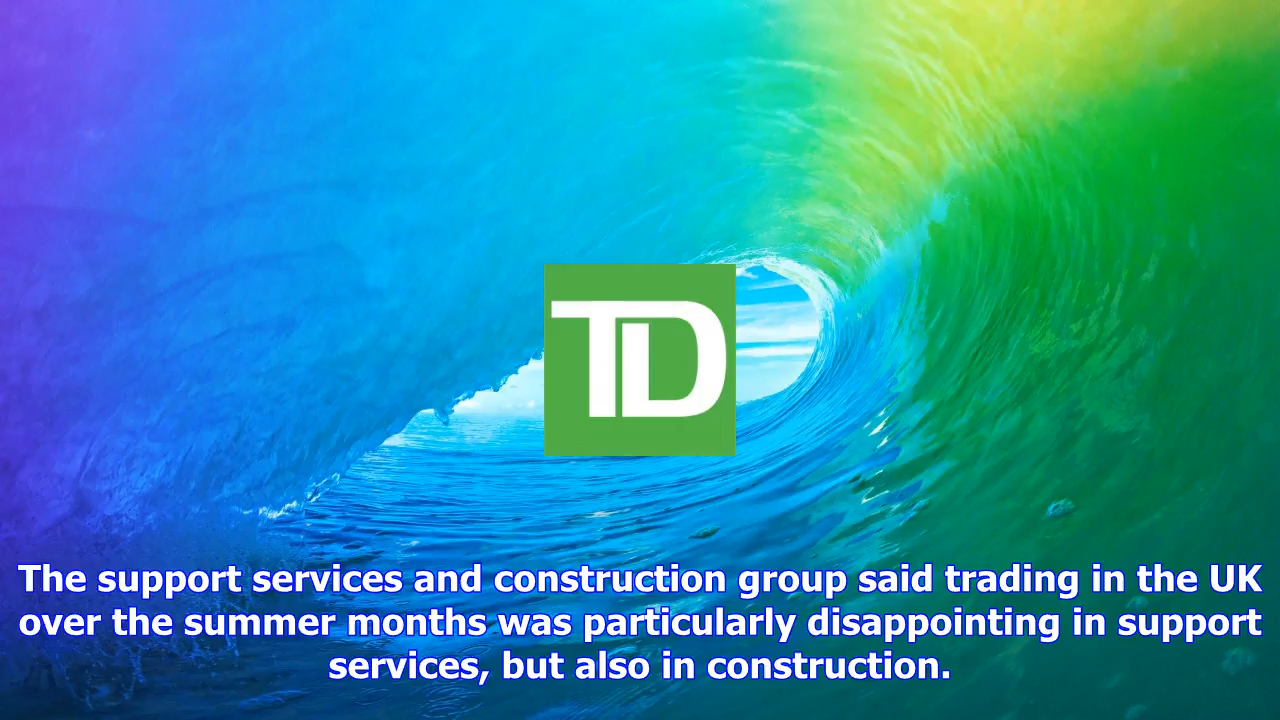 TD
The support services and construction group said trading in the UK
over the summer months was particularly disappointing in support
services, but also in construction.